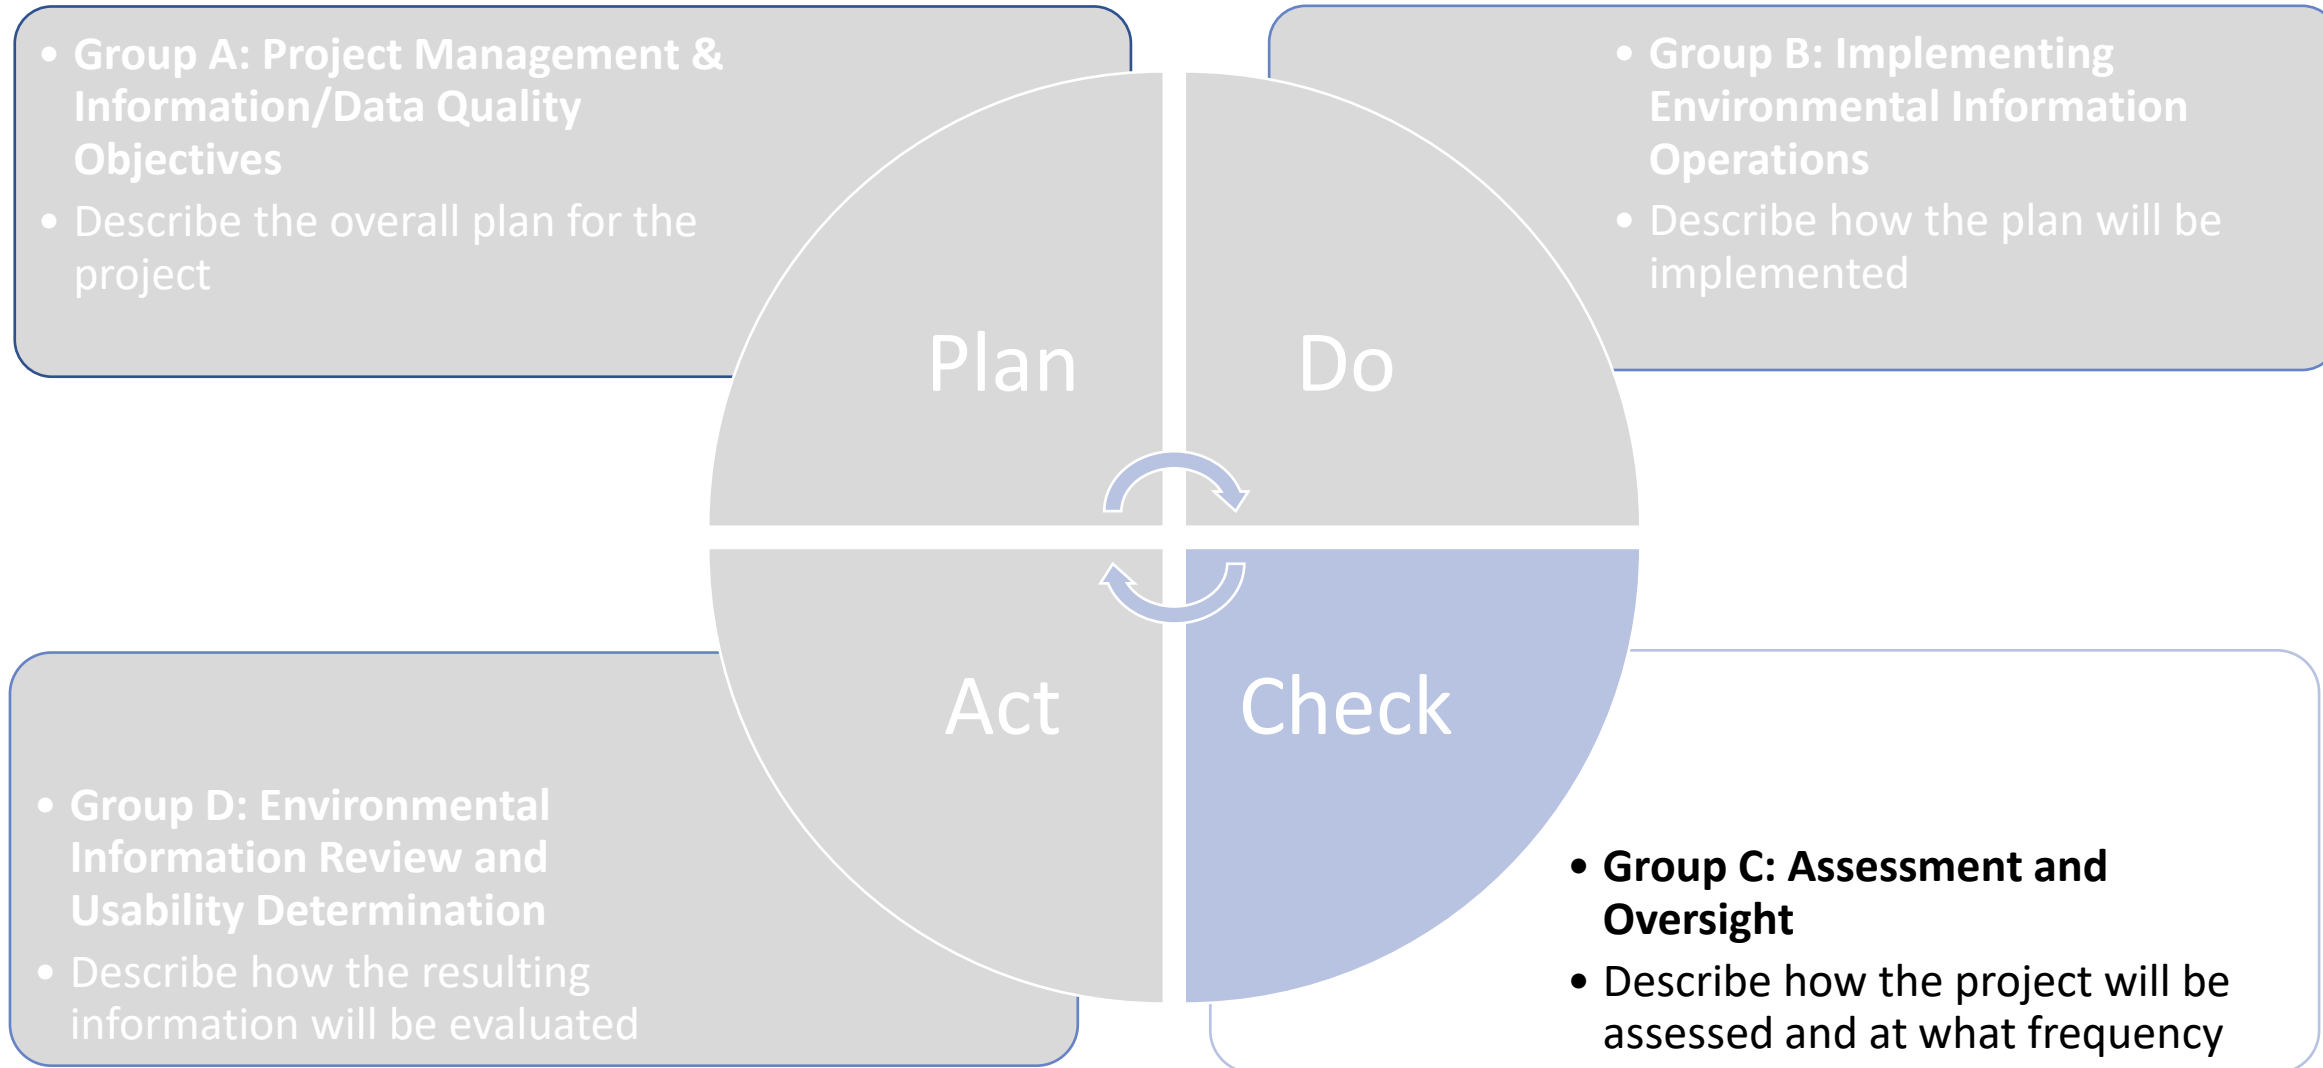 • Group A: Project Management &
Information/Data Quality
Objectives
• Describe the overall plan for the
project
• Group B: Implementing
Environmental Information
Operations
• Describe how the plan will be
implemented
Plan
Do
Act
Check
• Group D: Environmental
Information Review and
Usability Determination
• Describe how the resulting
information will be evaluated
• Group C: Assessment and
Oversight
• Describe how the project will be
assessed and at what frequency